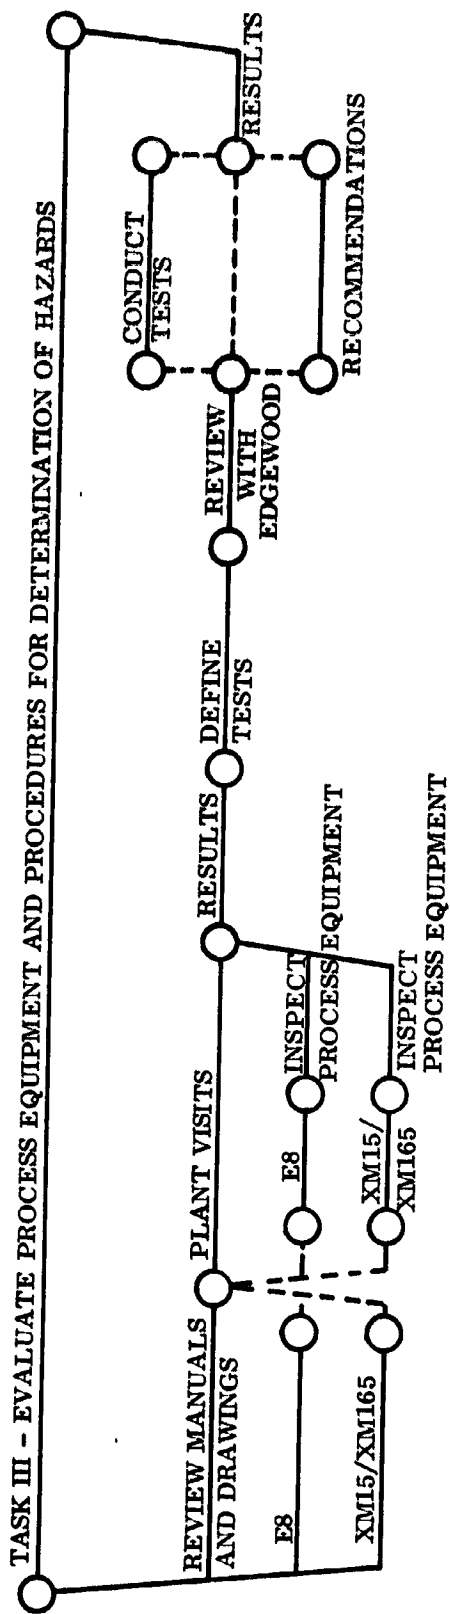 TASK III - EVALUATE PROCESS EQUIPMENT AND PROCEDURES FOR DETERMINATION OF HAZARDS
REVIEW MANUALS
AND DRAWINGS
E8
XM15/XM165
PLANT VISITS
E8
XM15/
XM165
INSPECT
PROCESS EQUIPMENT
INSPECT
PROCESS EQUIPMENT
RESULTS
DEFINE
TESTS
REVIEW
WITH
EDGEWOOD
CONDUCT
TESTS
RECOMMENDATIONS
RESULTS